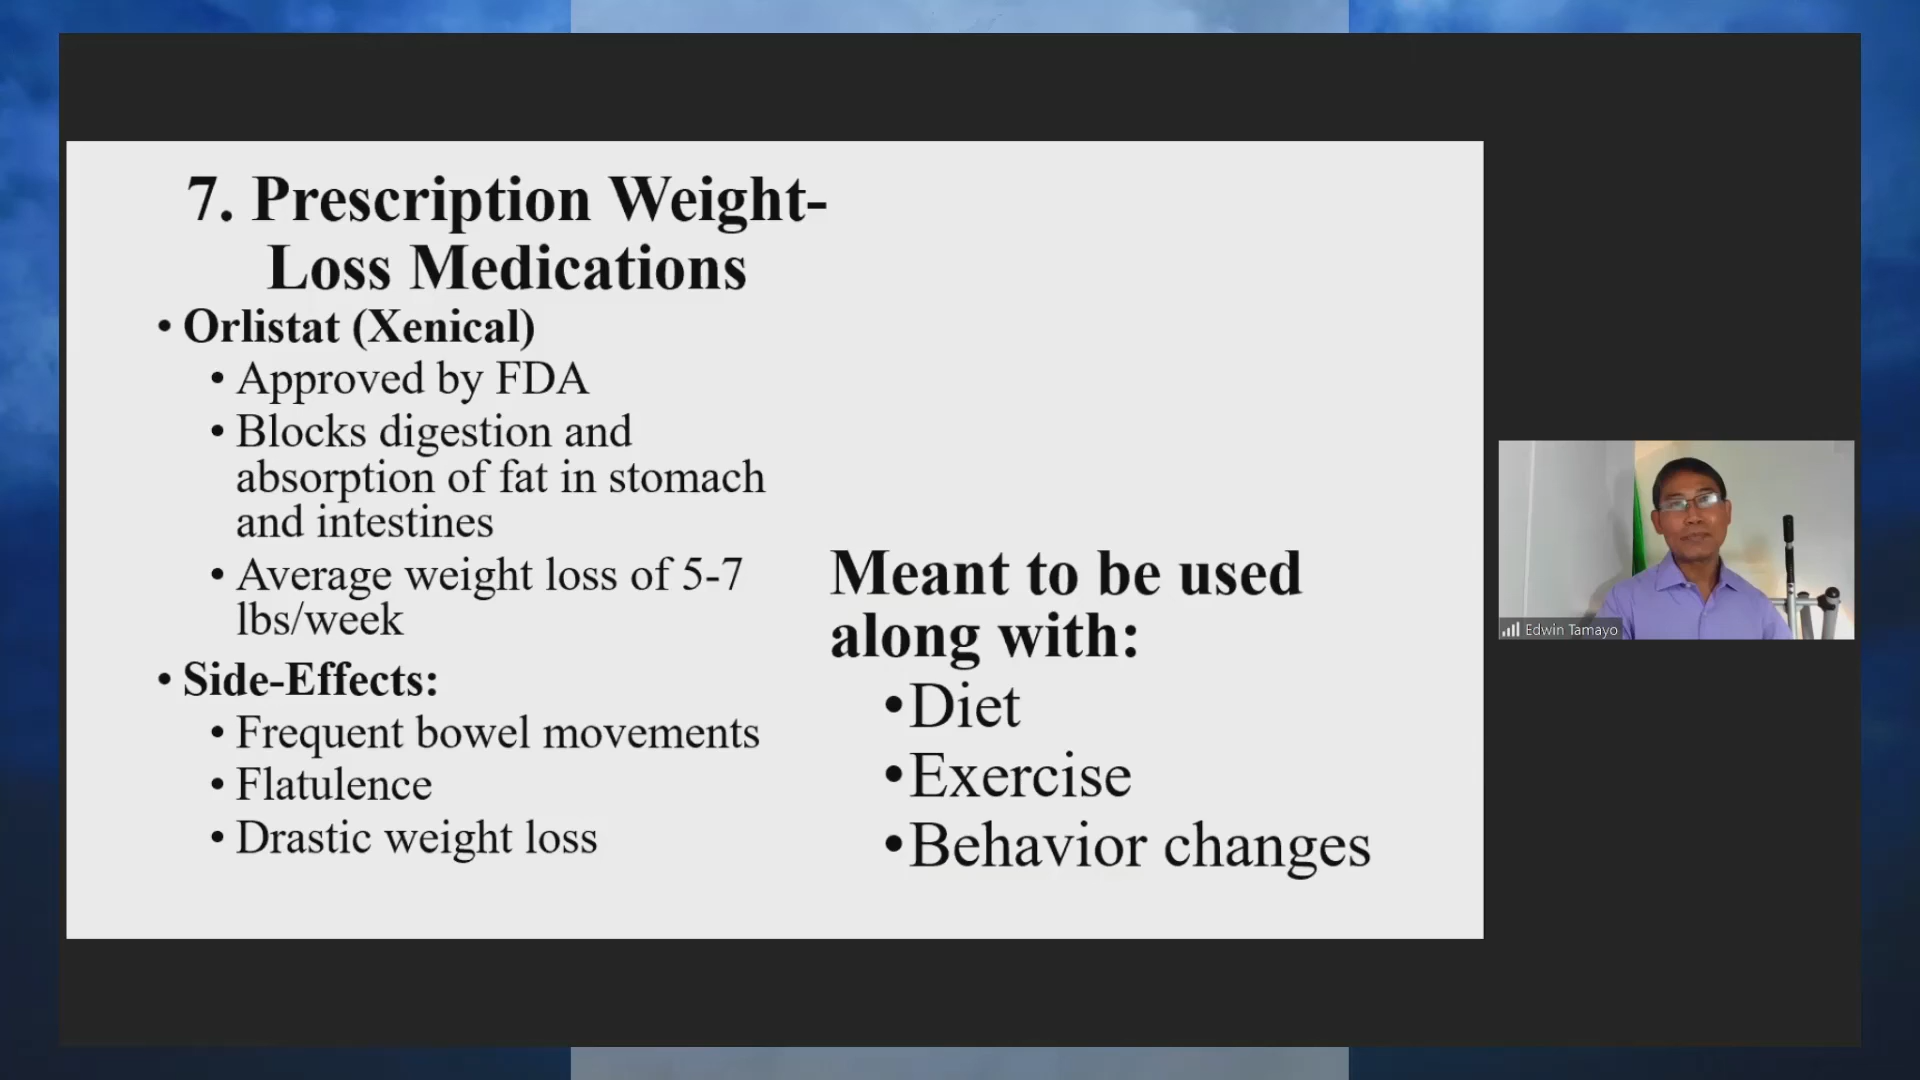 7. Prescription Weight-
Loss Medications
• Orlistat (Xenical)
• Approved by FDA
• Blocks digestion and
absorption of fat in stomach
and intestines
• Average weight loss of 5-7
lbs/week
• Side-Effects:
• Frequent bowel movements
• Flatulence
• Drastic weight loss
Meant to be used
along with:
•Diet
•Exercise
•Behavior changes
Edwin Tamayo